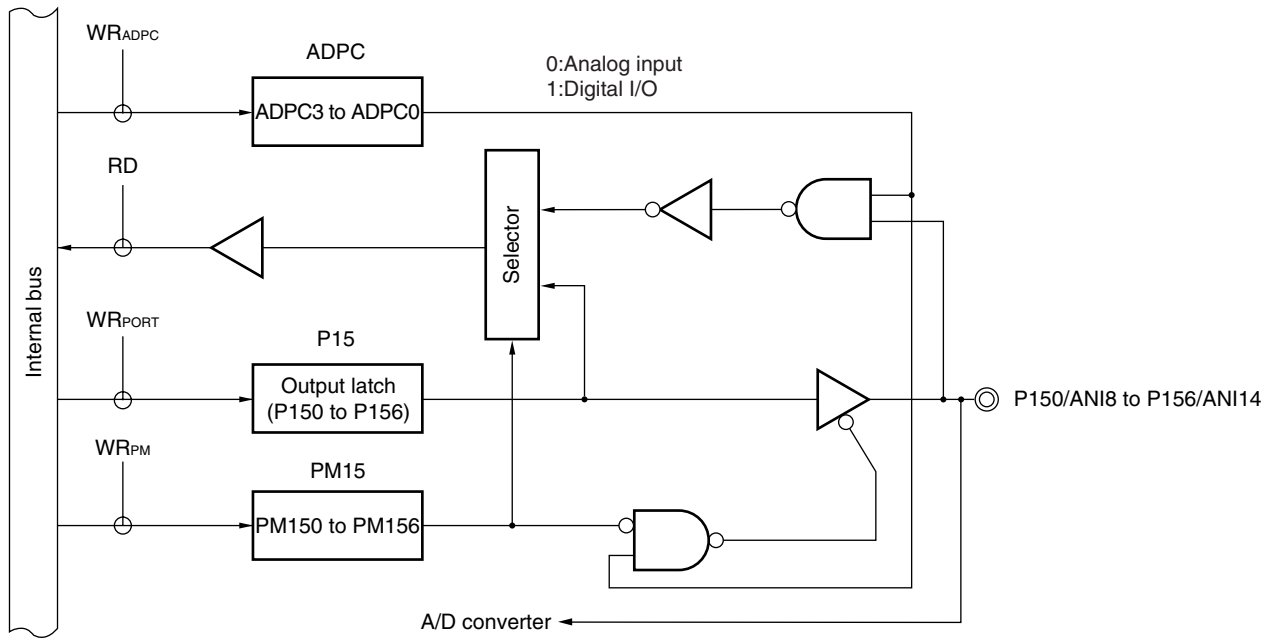 WRADPC
ADPC
0:Analog input
1:Digital I/O
ADPC3 to ADPC0
RD
Selector
Internal bus
WRPORT
P15
Output latch
(P150 to P156)
P150/ANI8 to P156/ANI14
WRPM
PM15
PM150 to PM156
A/D converter